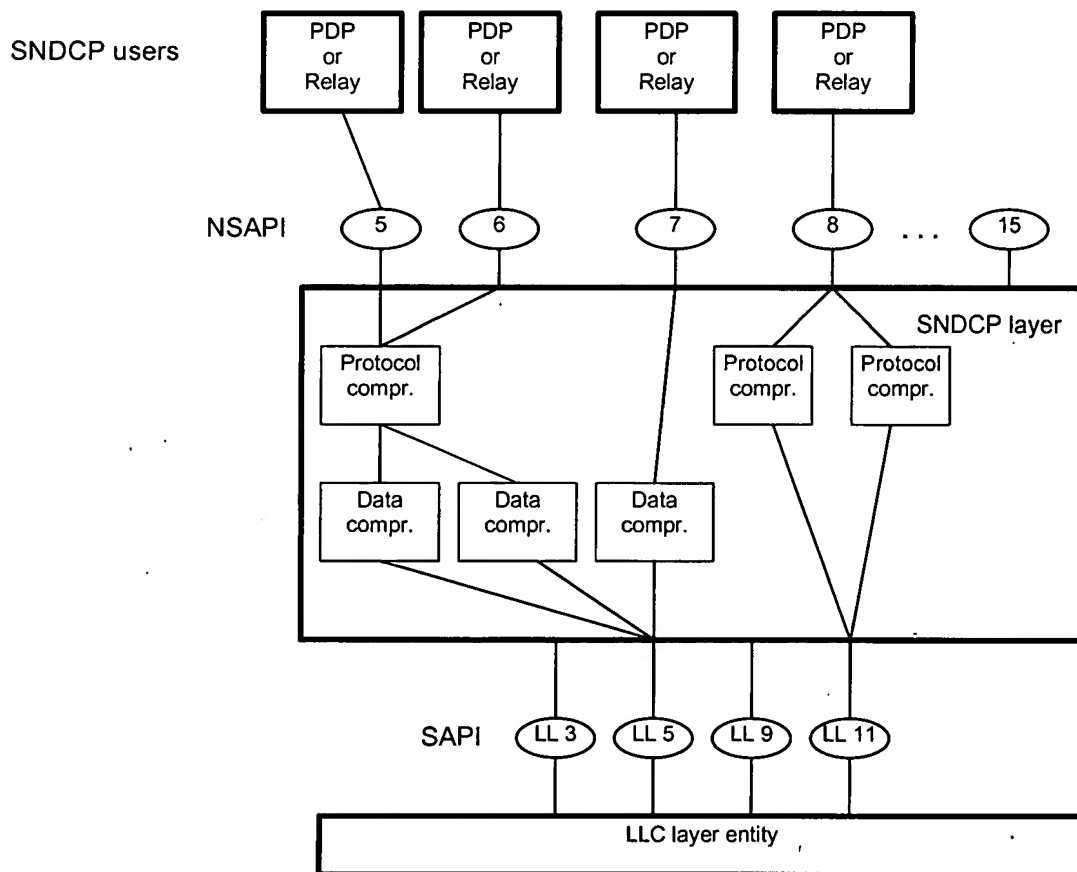 SNDCP users
PDP
or
Relay
PDP
or
Relay
PDP
or
Relay
PDP
or
Relay
NSAPI
5
6
7
8
. . .
15
SNDCP layer
Protocol
compr.
Protocol
compr.
Protocol
compr.
Data
compr.
Data
compr.
Data
compr.
SAPI
LL 3
LL 5
LL 9
LL 11
LLC layer entity